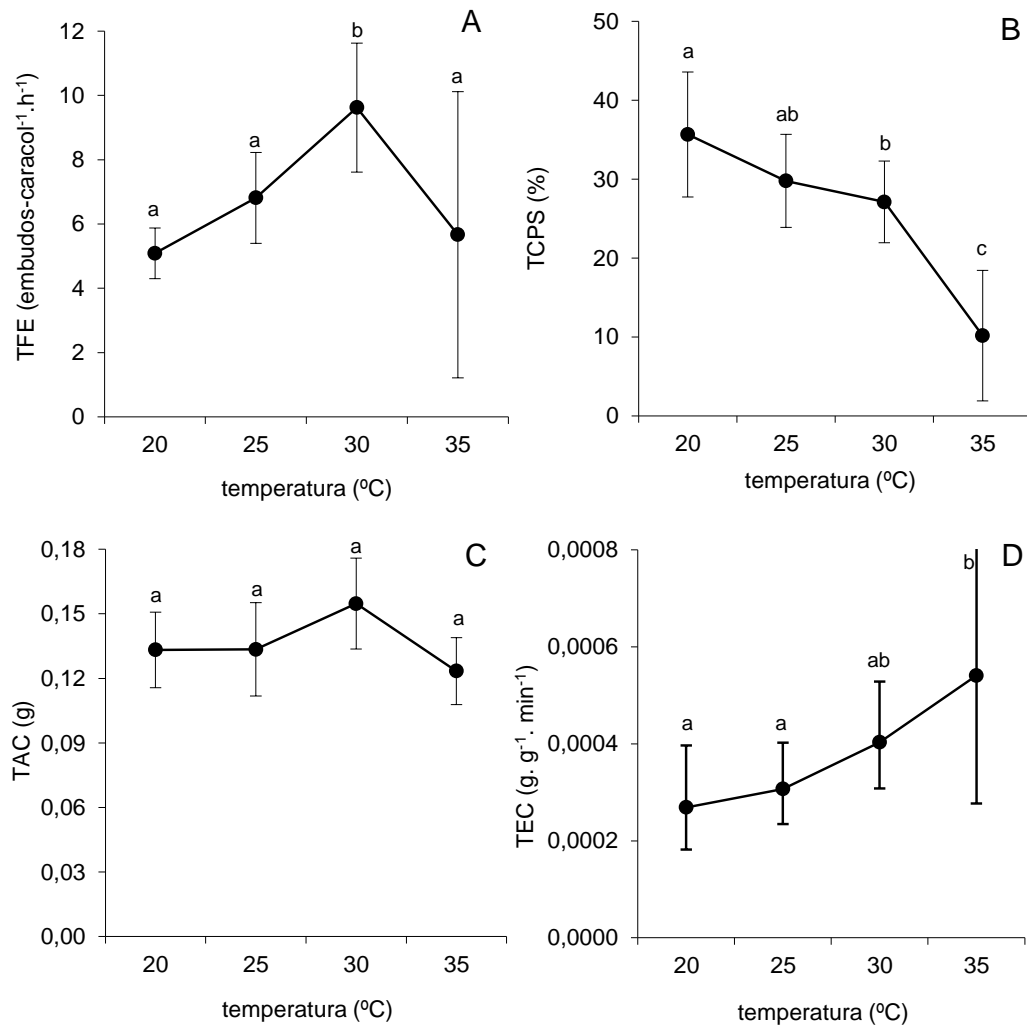 A
TFE (embudos-caracol⁻¹.h⁻¹)
12
10
8
6
4
2
0
a
a
b
a
20 25 30 35
temperatura (ºC)
B
TCPS (%)
50
40
30
20
10
0
a
ab
b
c
20 25 30 35
temperatura (ºC)
C
TAC (g)
0,18
0,15
0,12
0,09
0,06
0,03
0,00
a
a
a
a
20 25 30 35
temperatura (ºC)
D
TEC (g. g⁻¹. min⁻¹)
0,0008
0,0006
0,0004
0,0002
0,0000
a
a
ab
b
20 25 30 35
temperatura (ºC)